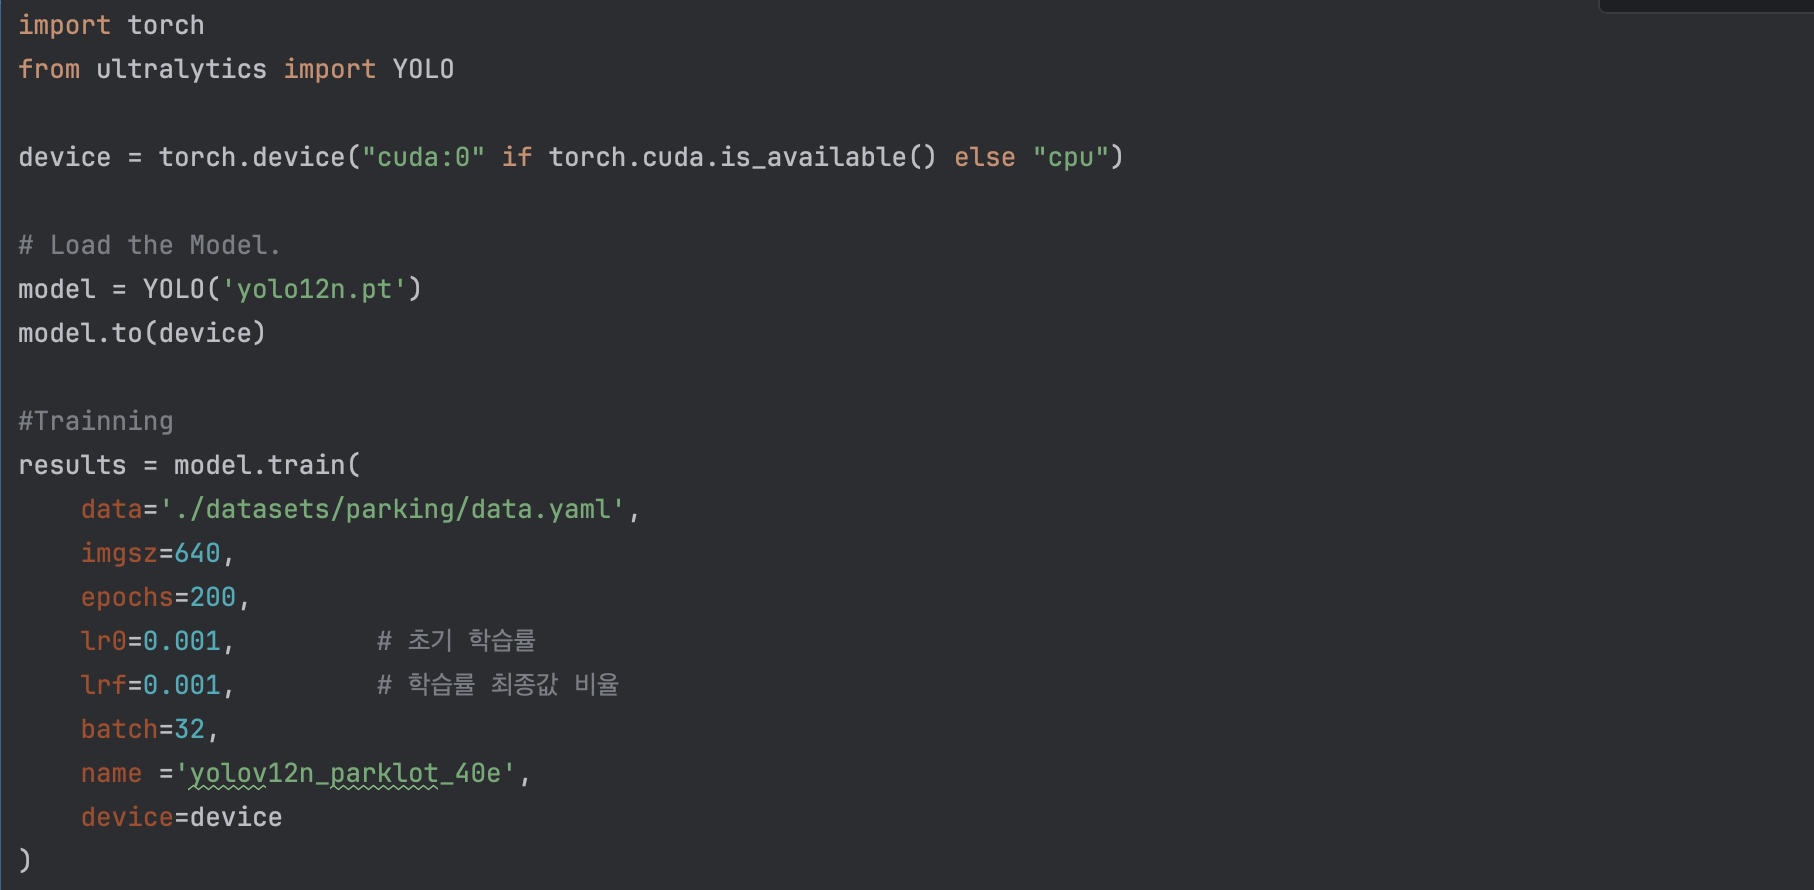 import torch
from ultralytics import YOLO
device = torch.device("cuda:0" if torch.cuda.is_available() else "cpu")
# Load the Model.
model = YOLO('yolo12n.pt')
model.to(device)
#Trainning
results = model.train(
    data='./datasets/parking/data.yaml',
    imgsz=640,
    epochs=200,
    lr0=0.001,         # 초기 학습률
    lrf=0.001,         # 학습률 최종값 비율
    batch=32,
    name ='yolov12n_parklot_40e',
    device=device
)